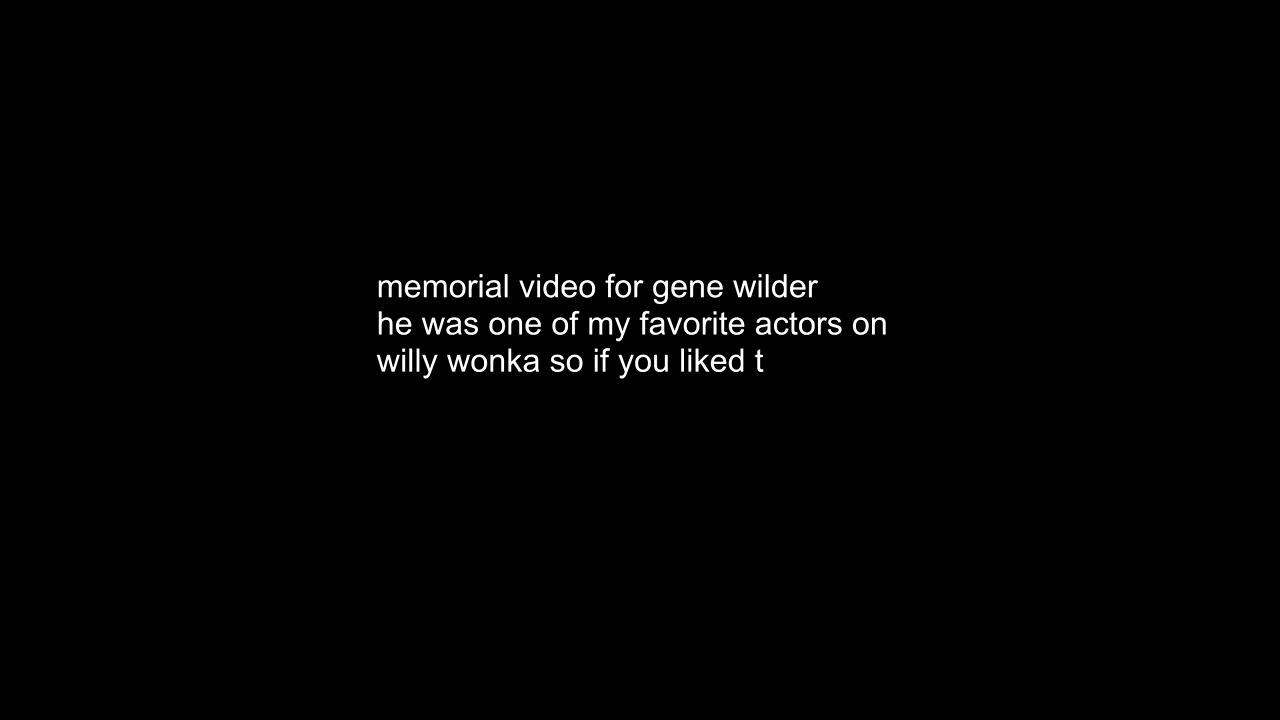 memorial video for gene wilder
he was one of my favorite actors on
willy wonka so if you liked t